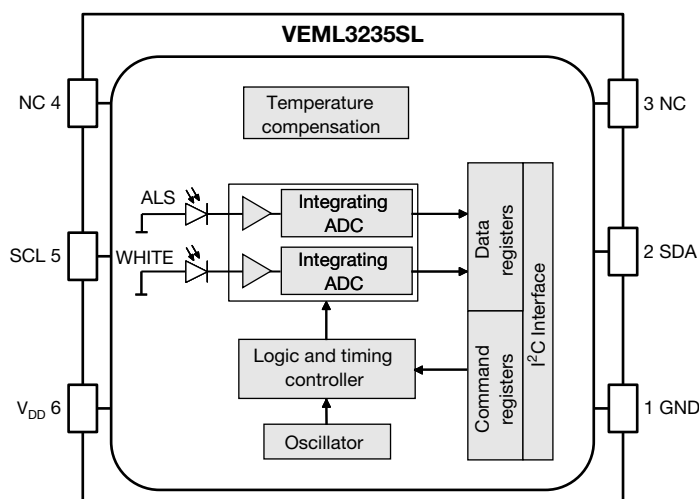 VEML3235SL
NC 4
3 NC
Temperature
compensation
ALS
Integrating
ADC
Data
registers
I²C Interface
SCL 5
WHITE
Integrating
ADC
2 SDA
Logic and timing
controller
Command
registers
V_DD 6
1 GND
Oscillator